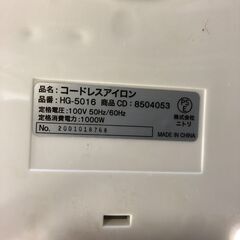 品名：コードレスアイロン
品番：HG-5016 商品CD：8504053
定格電圧：100V 50Hz/60Hz
定格消費電力：1000W
No. 2001018768
PS
E
株式会社
ニトリ
MADE IN CHINA